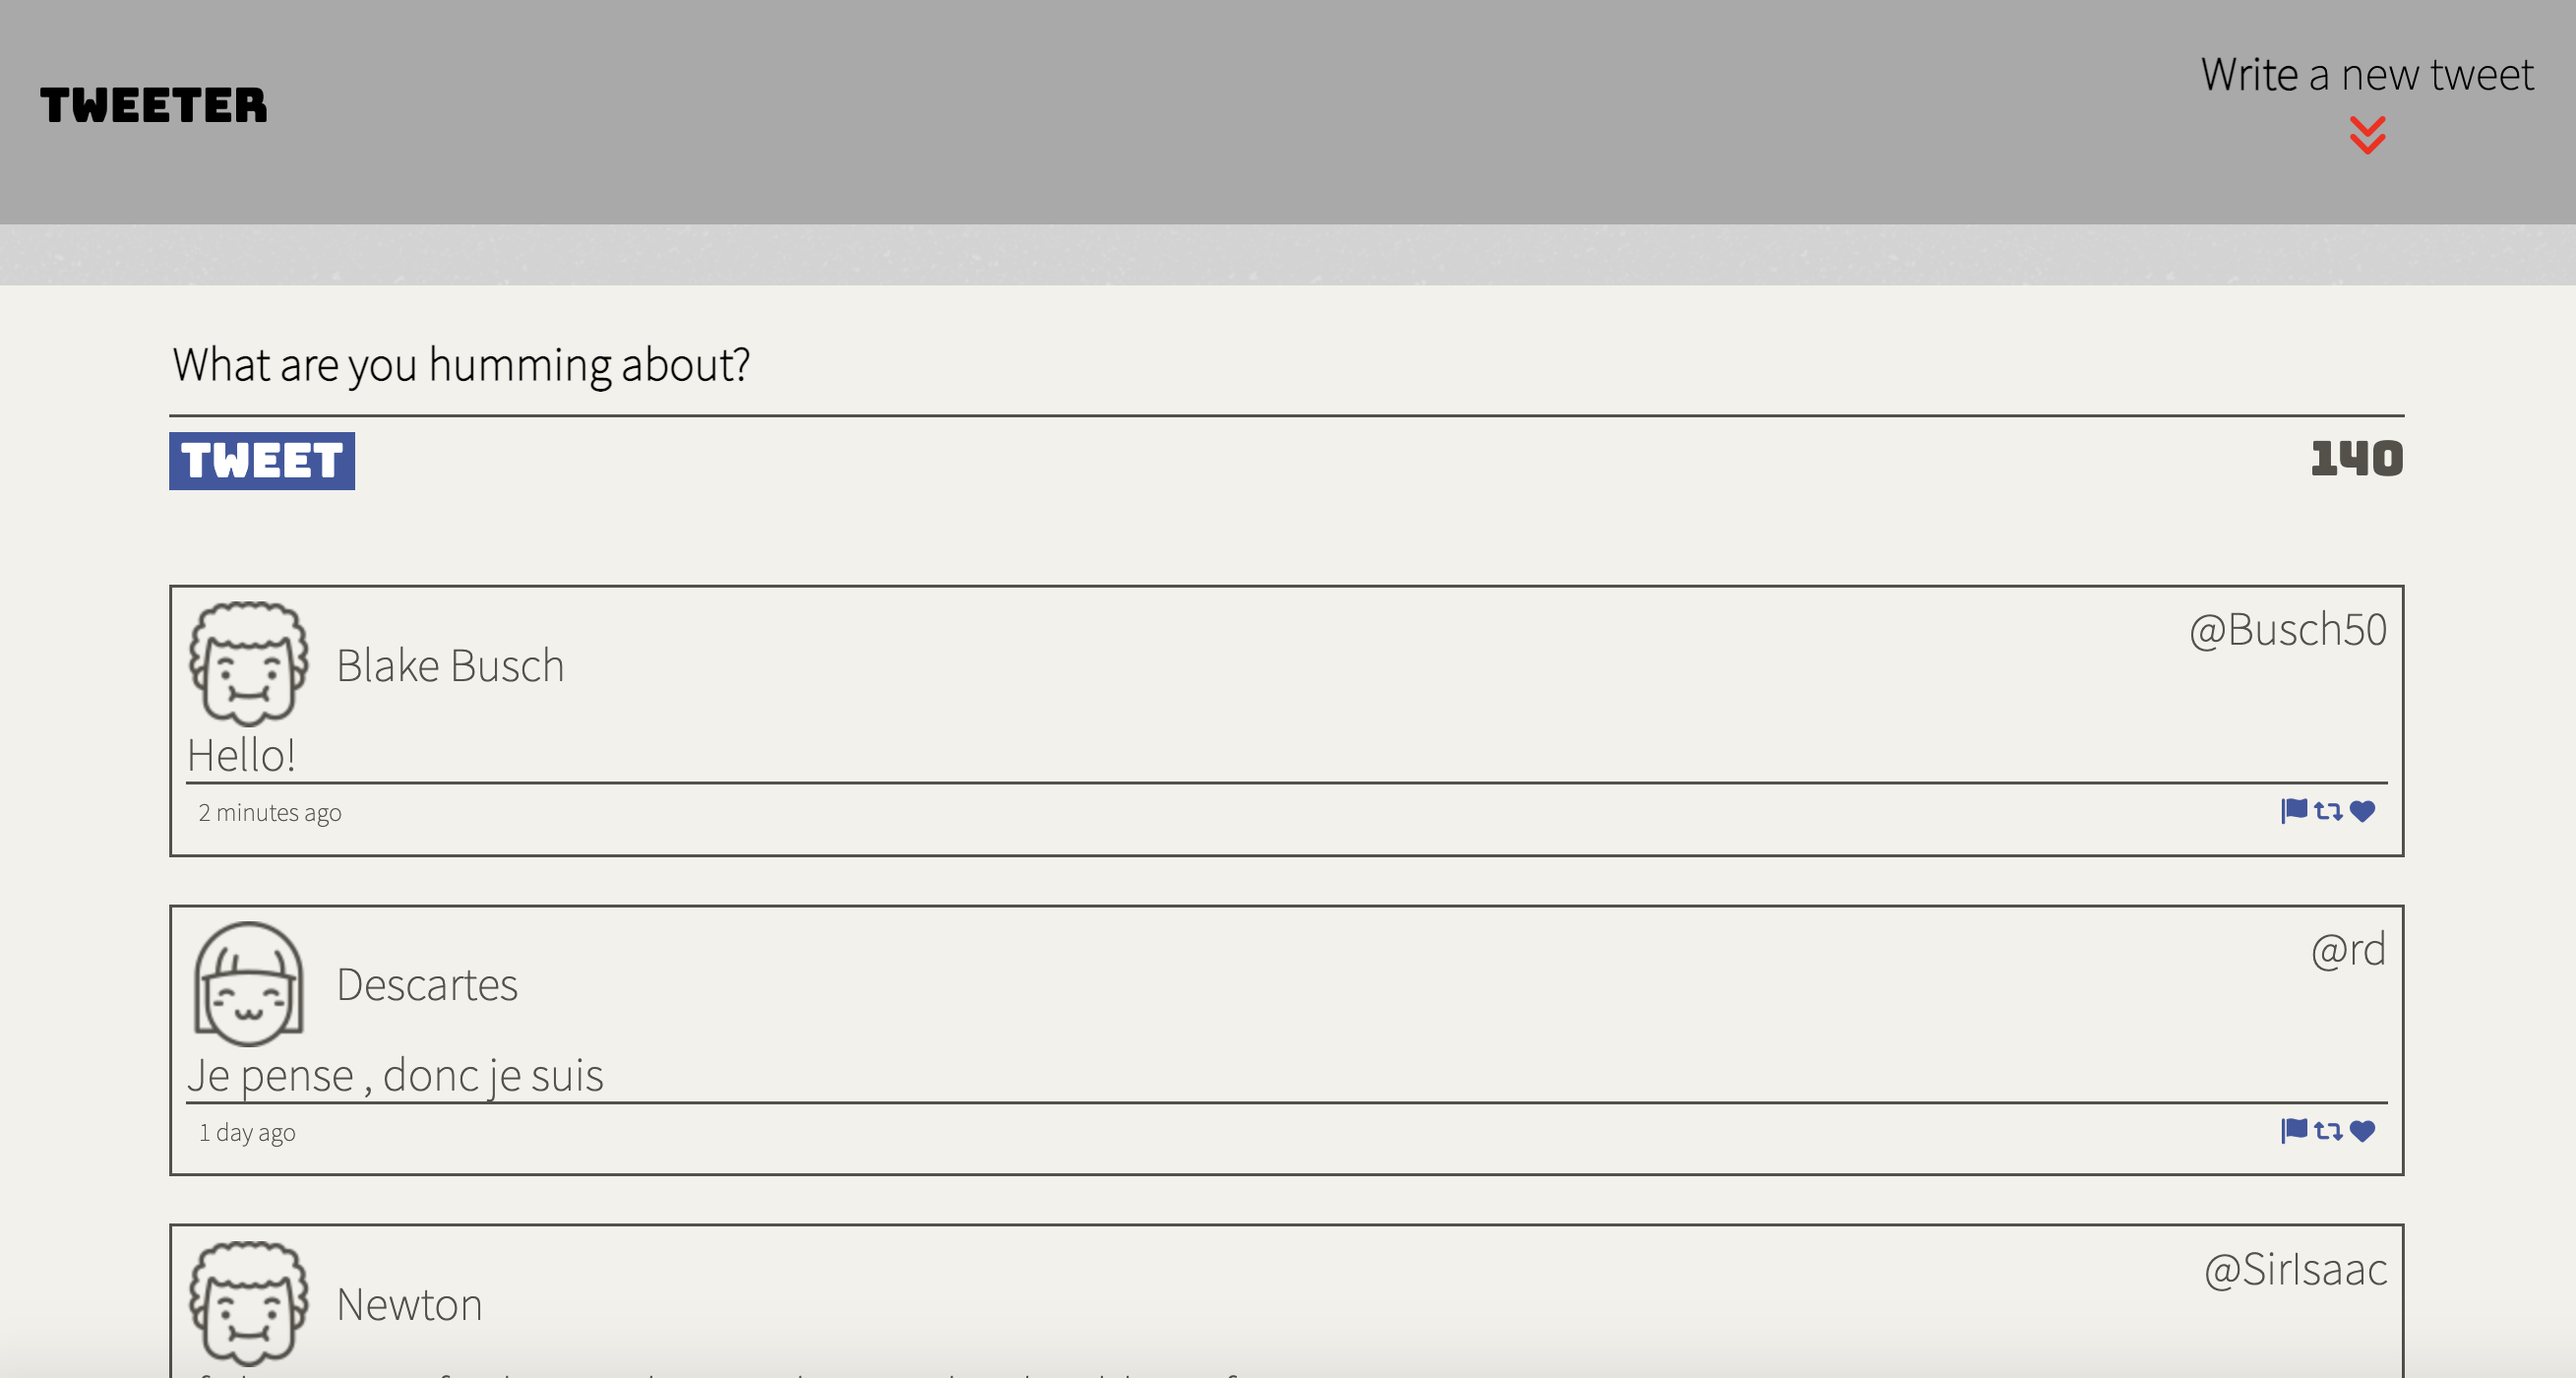 TWEETER
Write a new tweet
What are you humming about?
TWEET
140
Blake Busch
@Busch50
Hello!
2 minutes ago
Descartes
@rd
Je pense , donc je suis
1 day ago
Newton
@SirIsaac